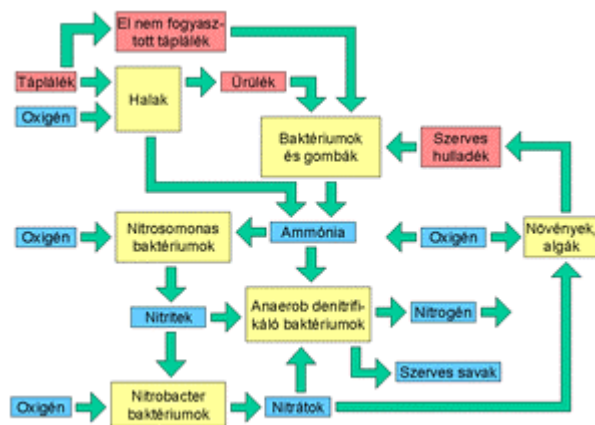 El nem fogyasz-
tott táplálék
Táplálék
Halak
Ürülék
Oxigén
Baktériumok
és gombák
Szerves
hulladék
Oxigén
Nitrosomonas
baktériumok
Ammónia
Oxigén
Növények,
algák
Nitritek
Anaerob denitrifi-
káló baktériumok
Nitrogén
Szerves savak
Oxigén
Nitrobacter
baktériumok
Nitrátok